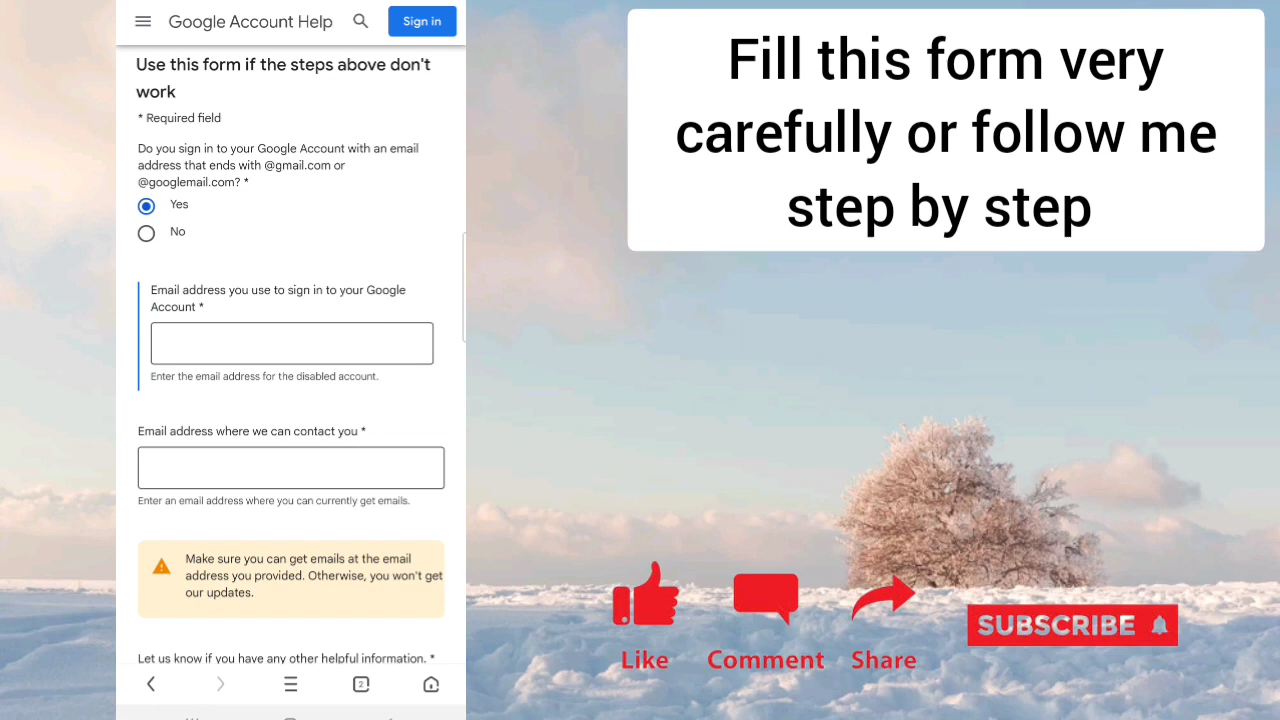 Google Account Help
Sign in
Use this form if the steps above don't
work
* Required field
Do you sign in to your Google Account with an email
address that ends with @gmail.com or
@googlemail.com? *
Yes
No
Email address you use to sign in to your Google
Account *
Enter the email address for the disabled account.
Email address where we can contact you *
Enter an email address where you can currently get emails.
Make sure you can get emails at the email
address you provided. Otherwise, you won't get
our updates.
Let us know if you have any other helpful information. *
2
Fill this form very
carefully or follow me
step by step
Like
Comment
Share
SUBSCRIBE